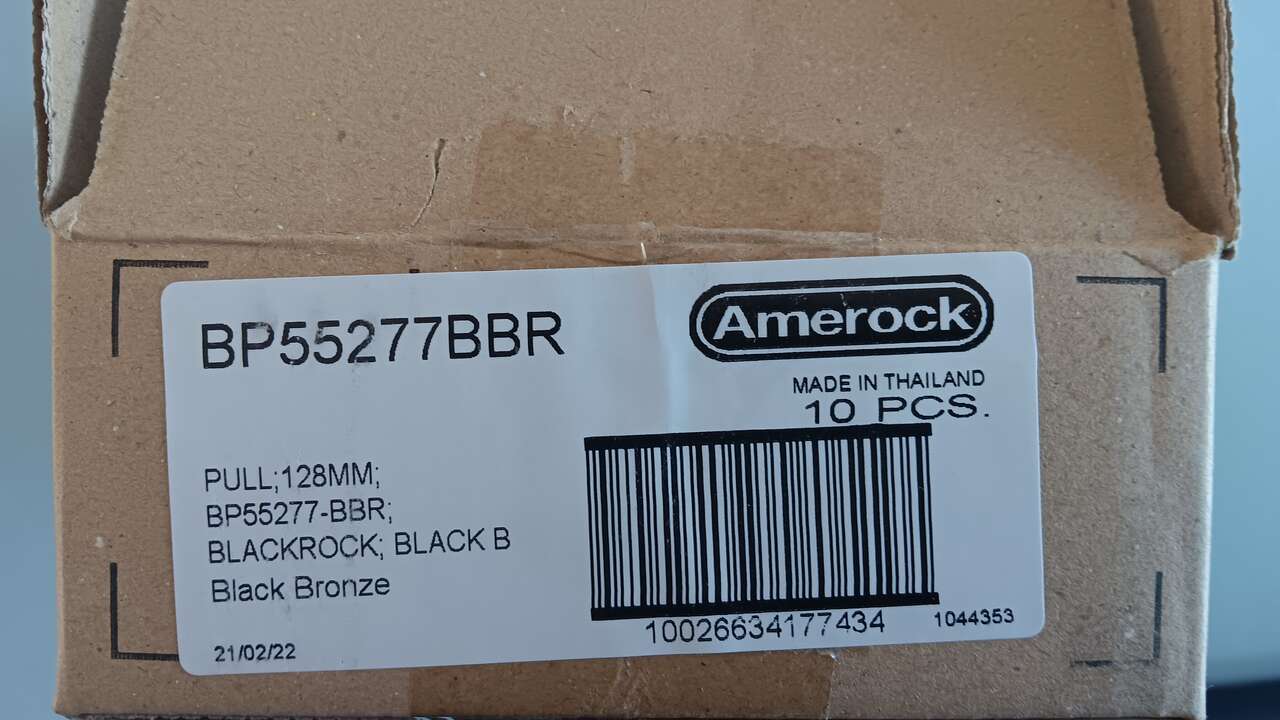 BP55277BBR
Amerock
MADE IN THAILAND
10 PCS.
PULL;128MM;
BP55277-BBR;
BLACKROCK; BLACK B
Black Bronze
21/02/22
10026634177434
1044353